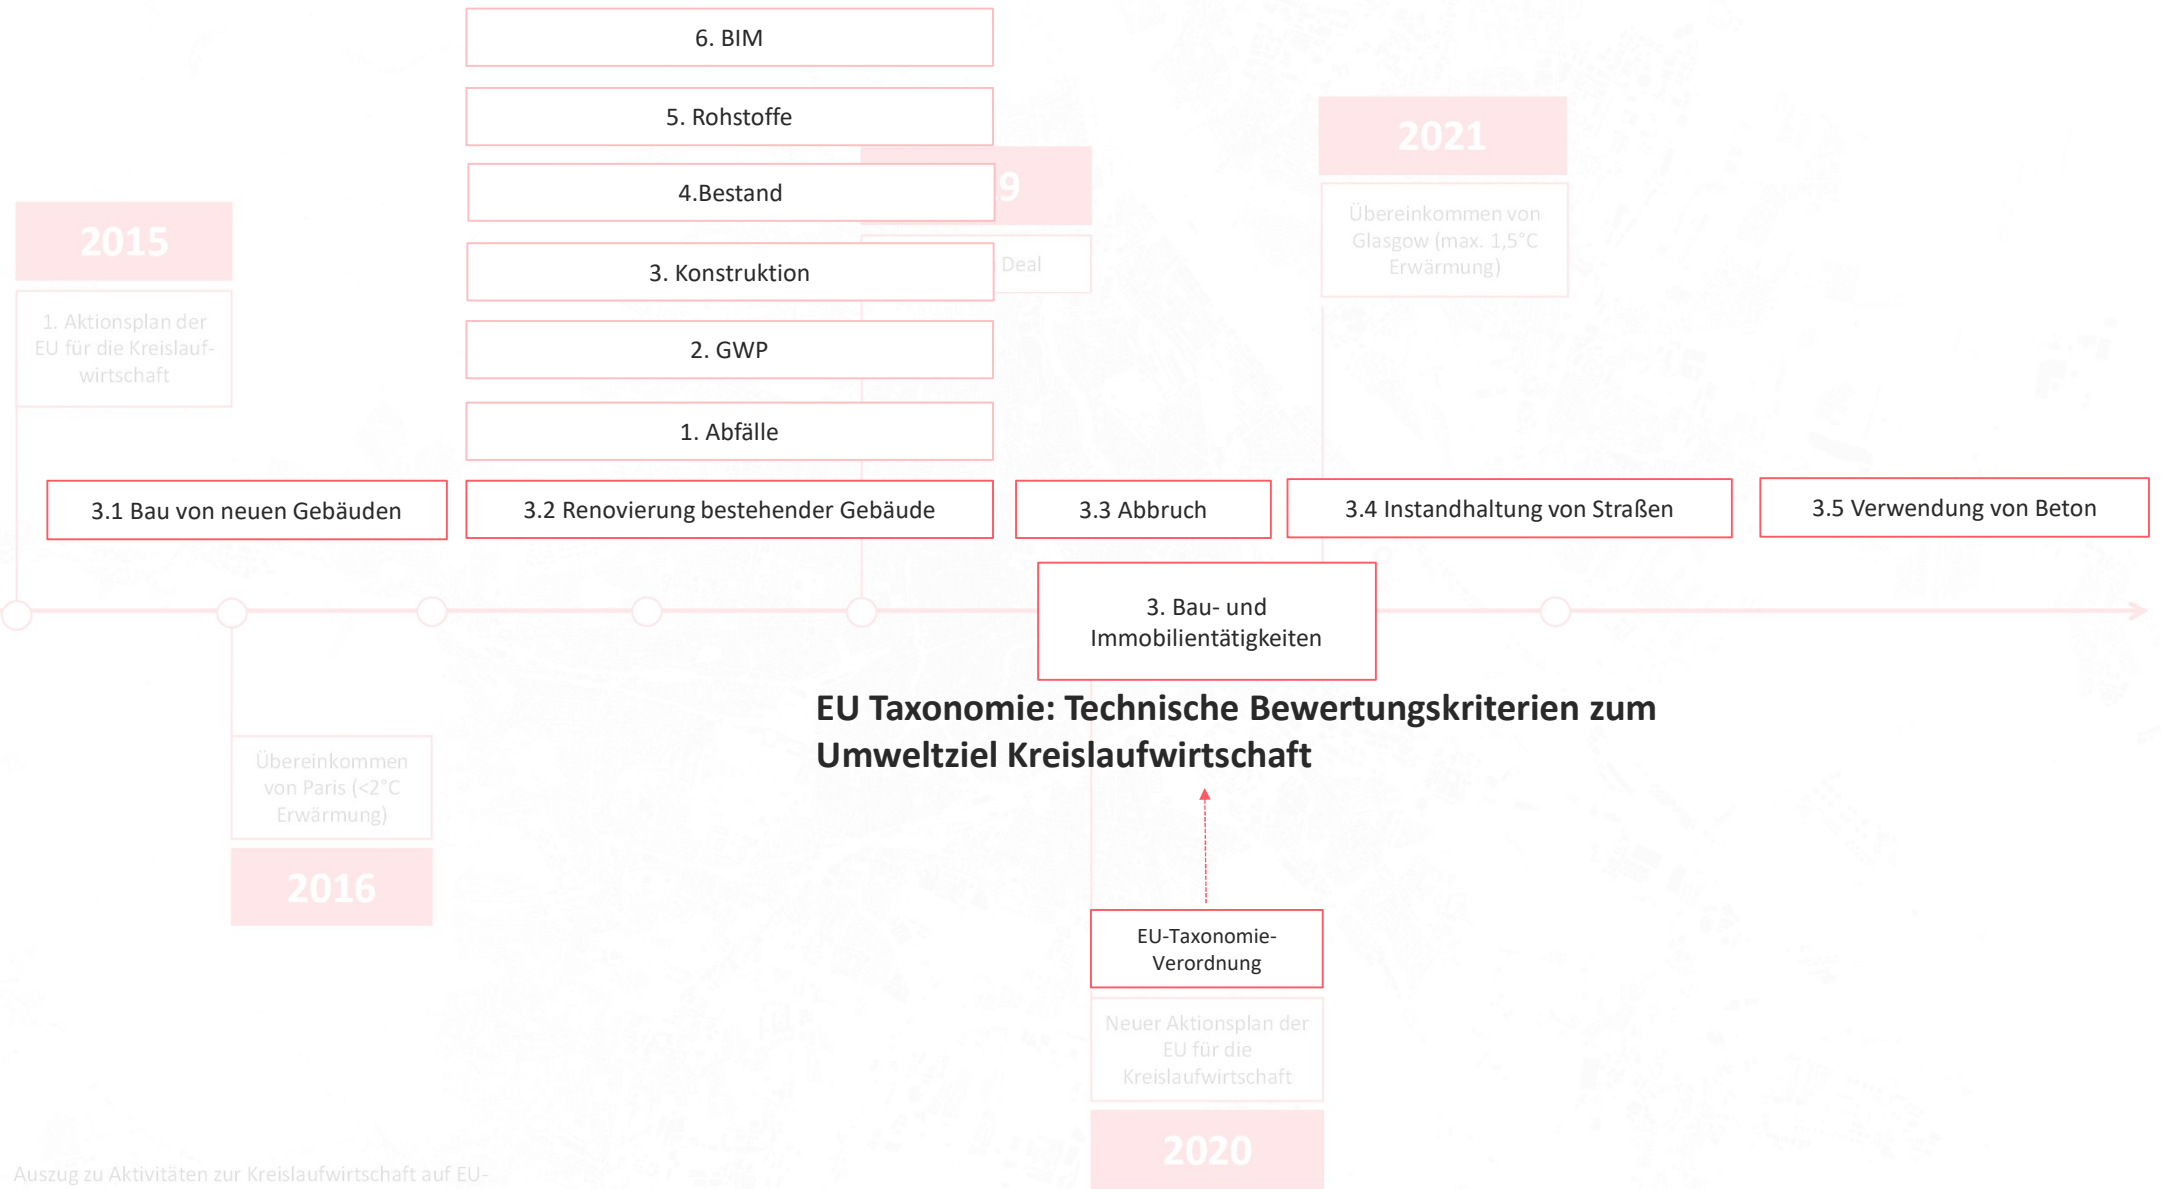 6. BIM
5. Rohstoffe
4.Bestand
3. Konstruktion
2. GWP
1. Abfälle
3.1 Bau von neuen Gebäuden
3.2 Renovierung bestehender Gebäude
3.3 Abbruch
3.4 Instandhaltung von Straßen
3.5 Verwendung von Beton
3. Bau- und
Immobilientätigkeiten
EU Taxonomie: Technische Bewertungskriterien zum
Umweltziel Kreislaufwirtschaft
EU-Taxonomie-
Verordnung
2015
1. Aktionsplan der
EU für die Kreislauf-
wirtschaft
Übereinkommen
von Paris (<2°C
Erwärmung)
2016
9
Deal
Neuer Aktionsplan der
EU für die
Kreislaufwirtschaft
2020
2021
Übereinkommen von
Glasgow (max. 1,5°C
Erwärmung)
Auszug zu Aktivitäten zur Kreislaufwirtschaft auf EU-